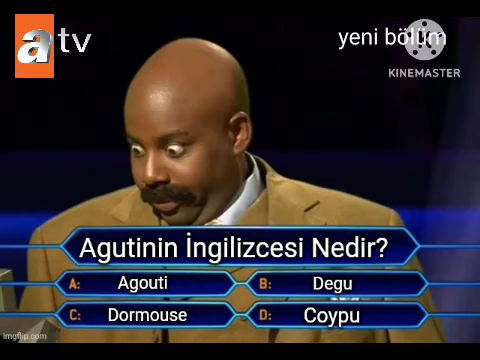 atv
yeni bölüm
KINEMASTER
Agutinin İngilizcesi Nedir?
A: Agouti
B: Degu
C: Dormouse
D: Coypu
imgflip.com